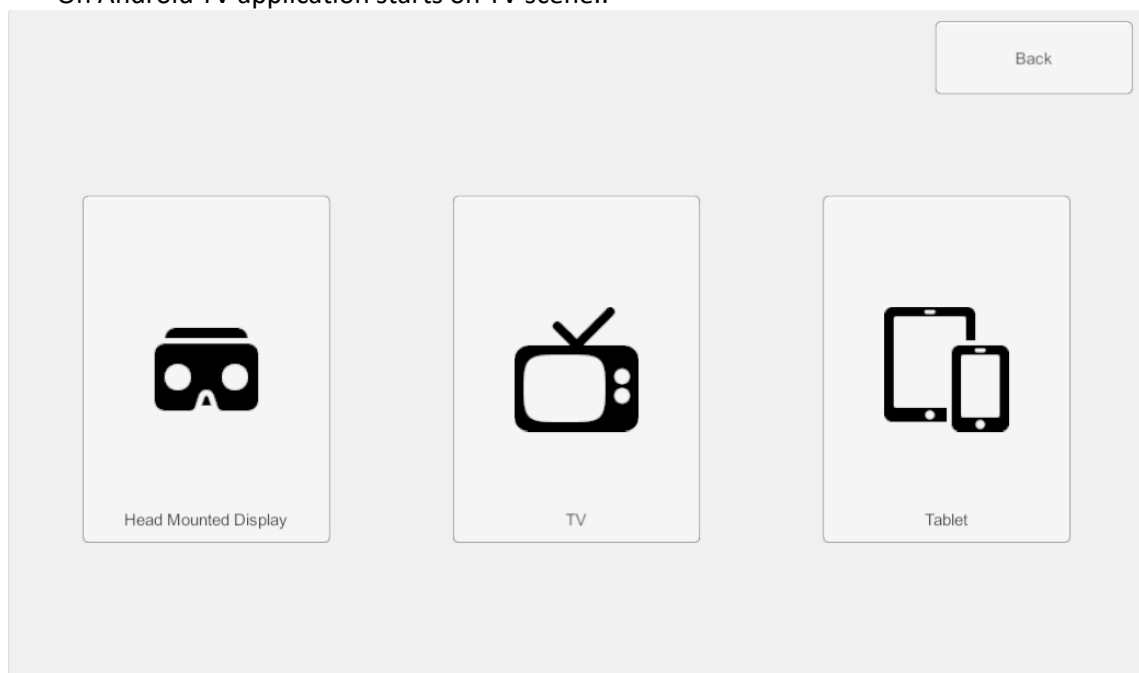 On Android TV application starts on TV scene..
Back
Head Mounted Display
TV
Tablet